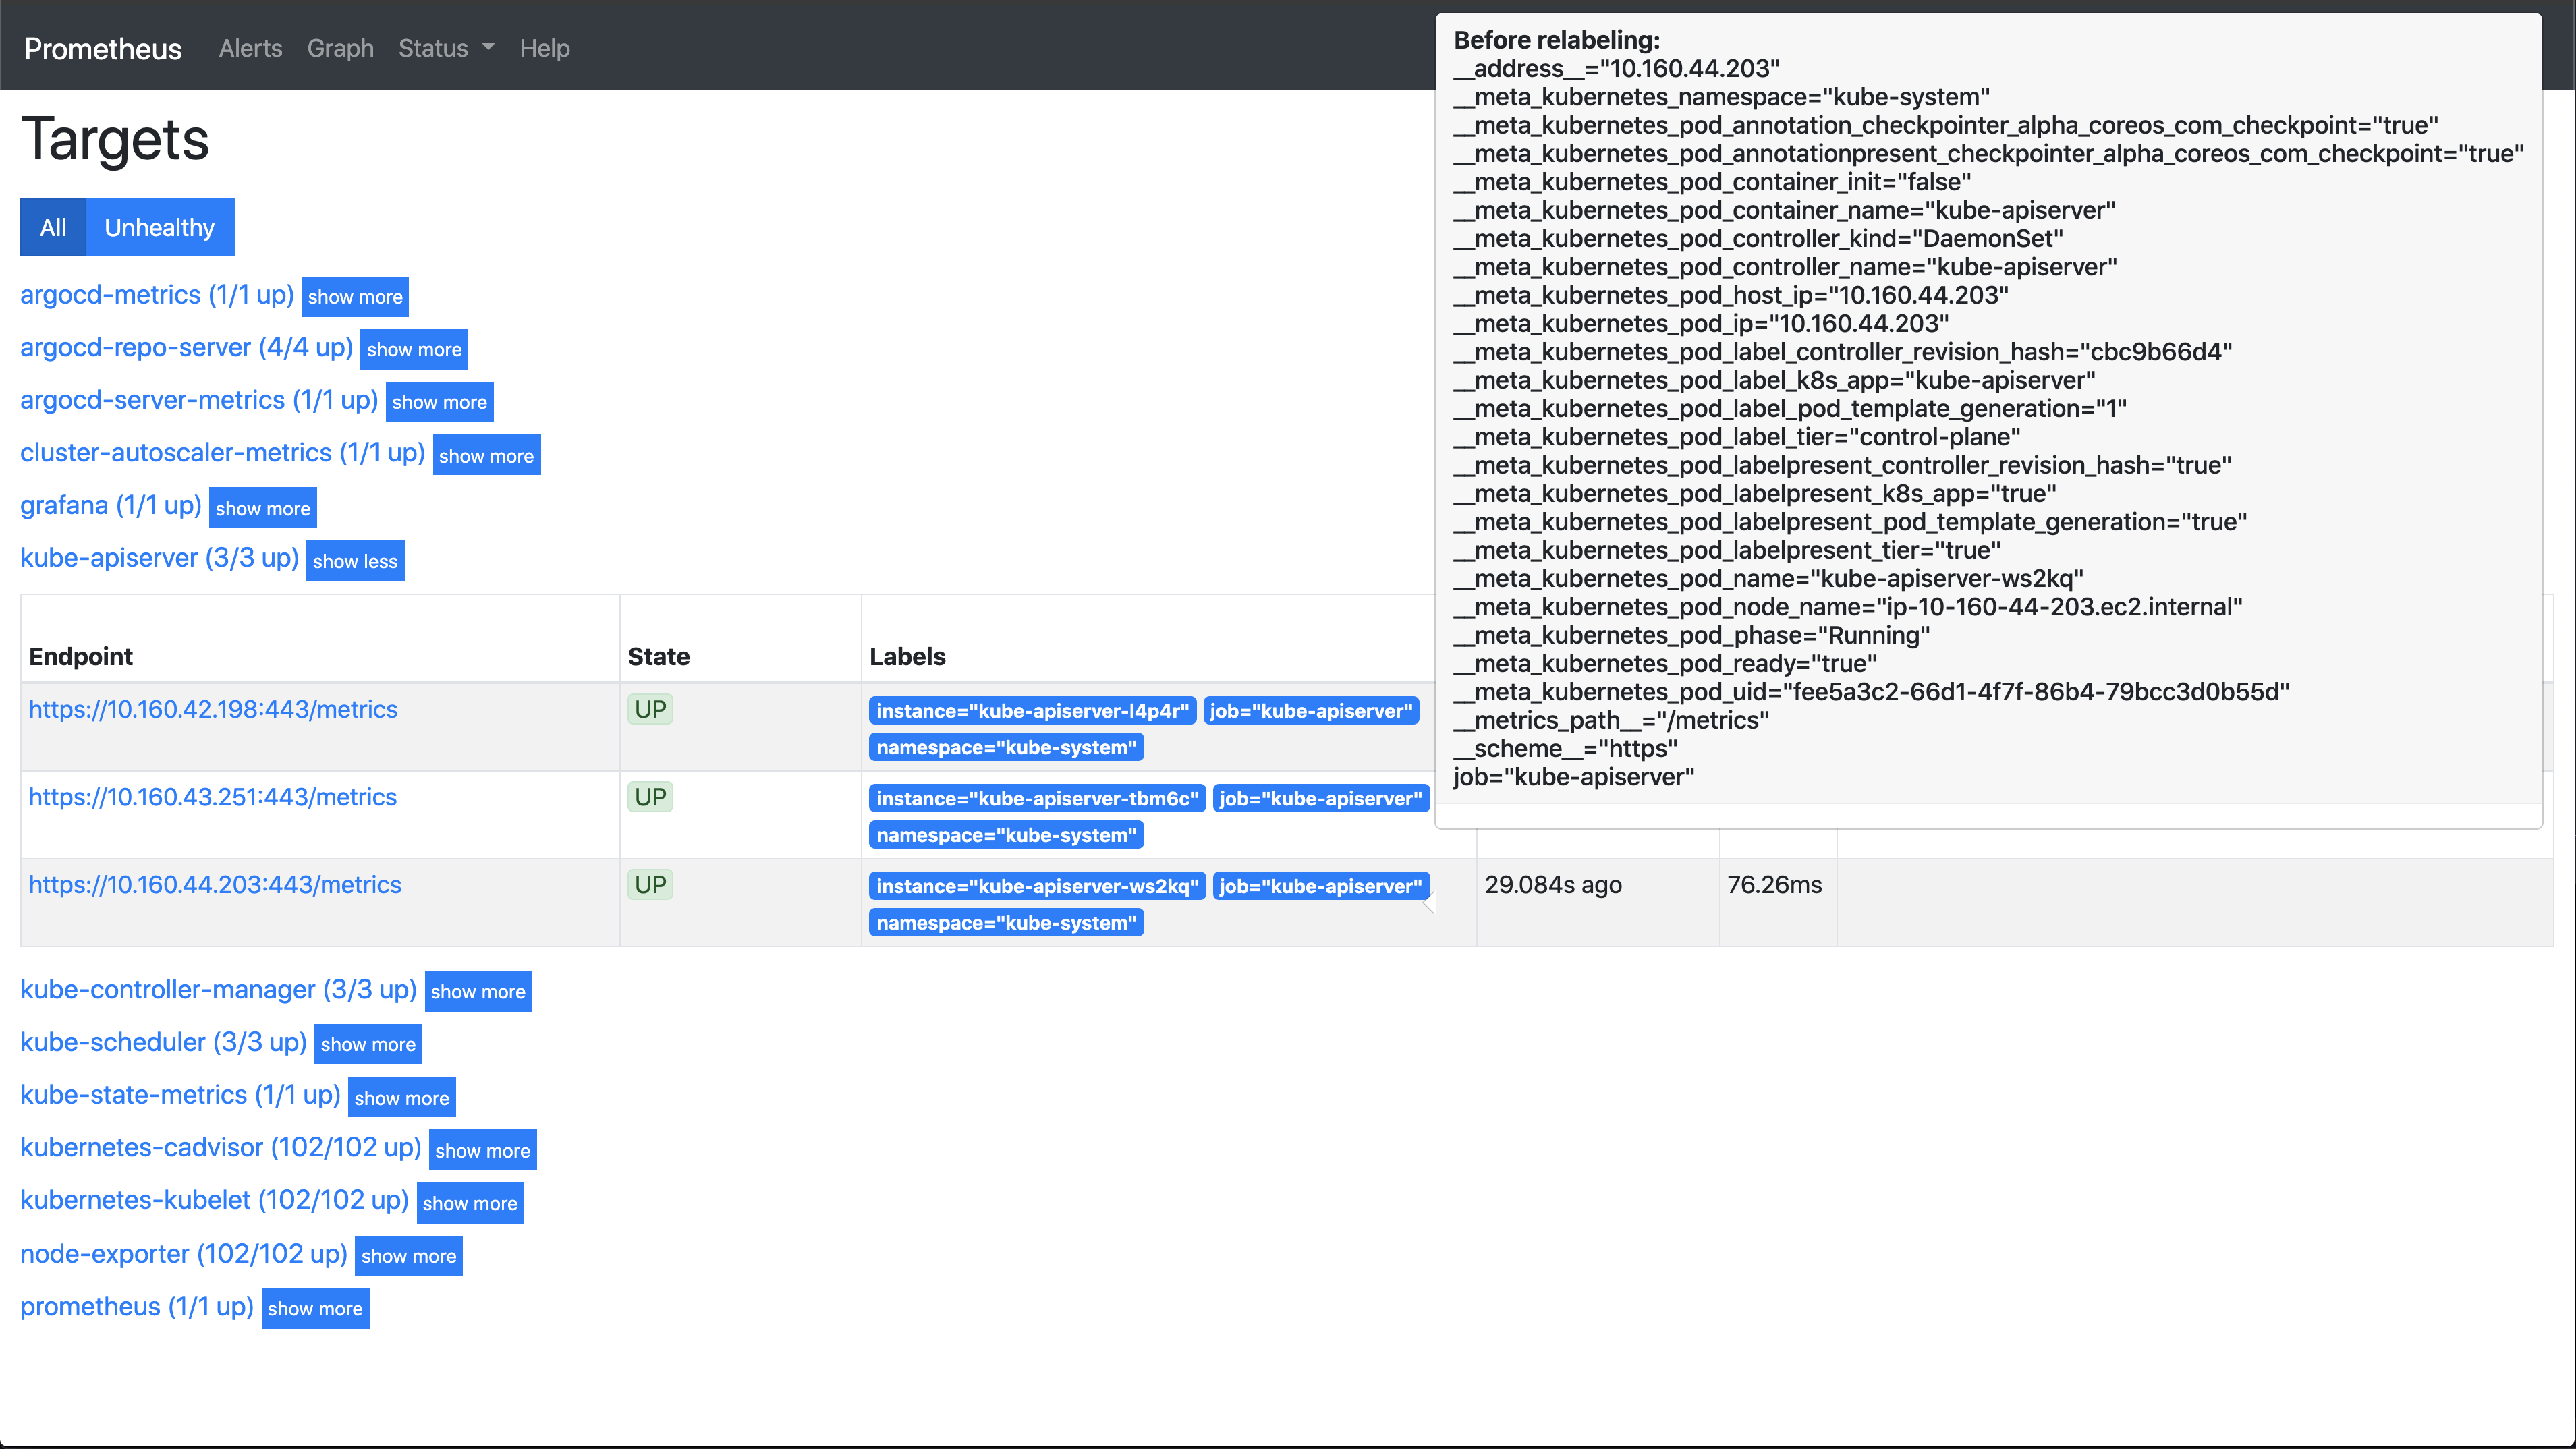 Prometheus Alerts Graph Status Help
Targets
All Unhealthy
argocd-metrics (1/1 up) show more
argocd-repo-server (4/4 up) show more
argocd-server-metrics (1/1 up) show more
cluster-autoscaler-metrics (1/1 up) show more
grafana (1/1 up) show more
kube-apiserver (3/3 up) show less
Endpoint State Labels
https://10.160.42.198:443/metrics UP instance="kube-apiserver-l4p4r" job="kube-apiserver"
namespace="kube-system"
https://10.160.43.251:443/metrics UP instance="kube-apiserver-tbm6c" job="kube-apiserver"
namespace="kube-system"
https://10.160.44.203:443/metrics UP instance="kube-apiserver-ws2kq" job="kube-apiserver" 29.084s ago 76.26ms
namespace="kube-system"
kube-controller-manager (3/3 up) show more
kube-scheduler (3/3 up) show more
kube-state-metrics (1/1 up) show more
kubernetes-cadvisor (102/102 up) show more
kubernetes-kubelet (102/102 up) show more
node-exporter (102/102 up) show more
prometheus (1/1 up) show more
Before relabeling:
__address__="10.160.44.203"
__meta_kubernetes_namespace="kube-system"
__meta_kubernetes_pod_annotation_checkpointer_alpha_coreos_com_checkpoint="true"
__meta_kubernetes_pod_annotationpresent_checkpointer_alpha_coreos_com_checkpoint="true"
__meta_kubernetes_pod_container_init="false"
__meta_kubernetes_pod_container_name="kube-apiserver"
__meta_kubernetes_pod_controller_kind="DaemonSet"
__meta_kubernetes_pod_controller_name="kube-apiserver"
__meta_kubernetes_pod_host_ip="10.160.44.203"
__meta_kubernetes_pod_ip="10.160.44.203"
__meta_kubernetes_pod_label_controller_revision_hash="cbc9b66d4"
__meta_kubernetes_pod_label_k8s_app="kube-apiserver"
__meta_kubernetes_pod_label_pod_template_generation="1"
__meta_kubernetes_pod_label_tier="control-plane"
__meta_kubernetes_pod_labelpresent_controller_revision_hash="true"
__meta_kubernetes_pod_labelpresent_k8s_app="true"
__meta_kubernetes_pod_labelpresent_pod_template_generation="true"
__meta_kubernetes_pod_labelpresent_tier="true"
__meta_kubernetes_pod_name="kube-apiserver-ws2kq"
__meta_kubernetes_pod_node_name="ip-10-160-44-203.ec2.internal"
__meta_kubernetes_pod_phase="Running"
__meta_kubernetes_pod_ready="true"
__meta_kubernetes_pod_uid="fee5a3c2-66d1-4f7f-86b4-79bcc3d0b55d"
__metrics_path__="/metrics"
__scheme__="https"
job="kube-apiserver"